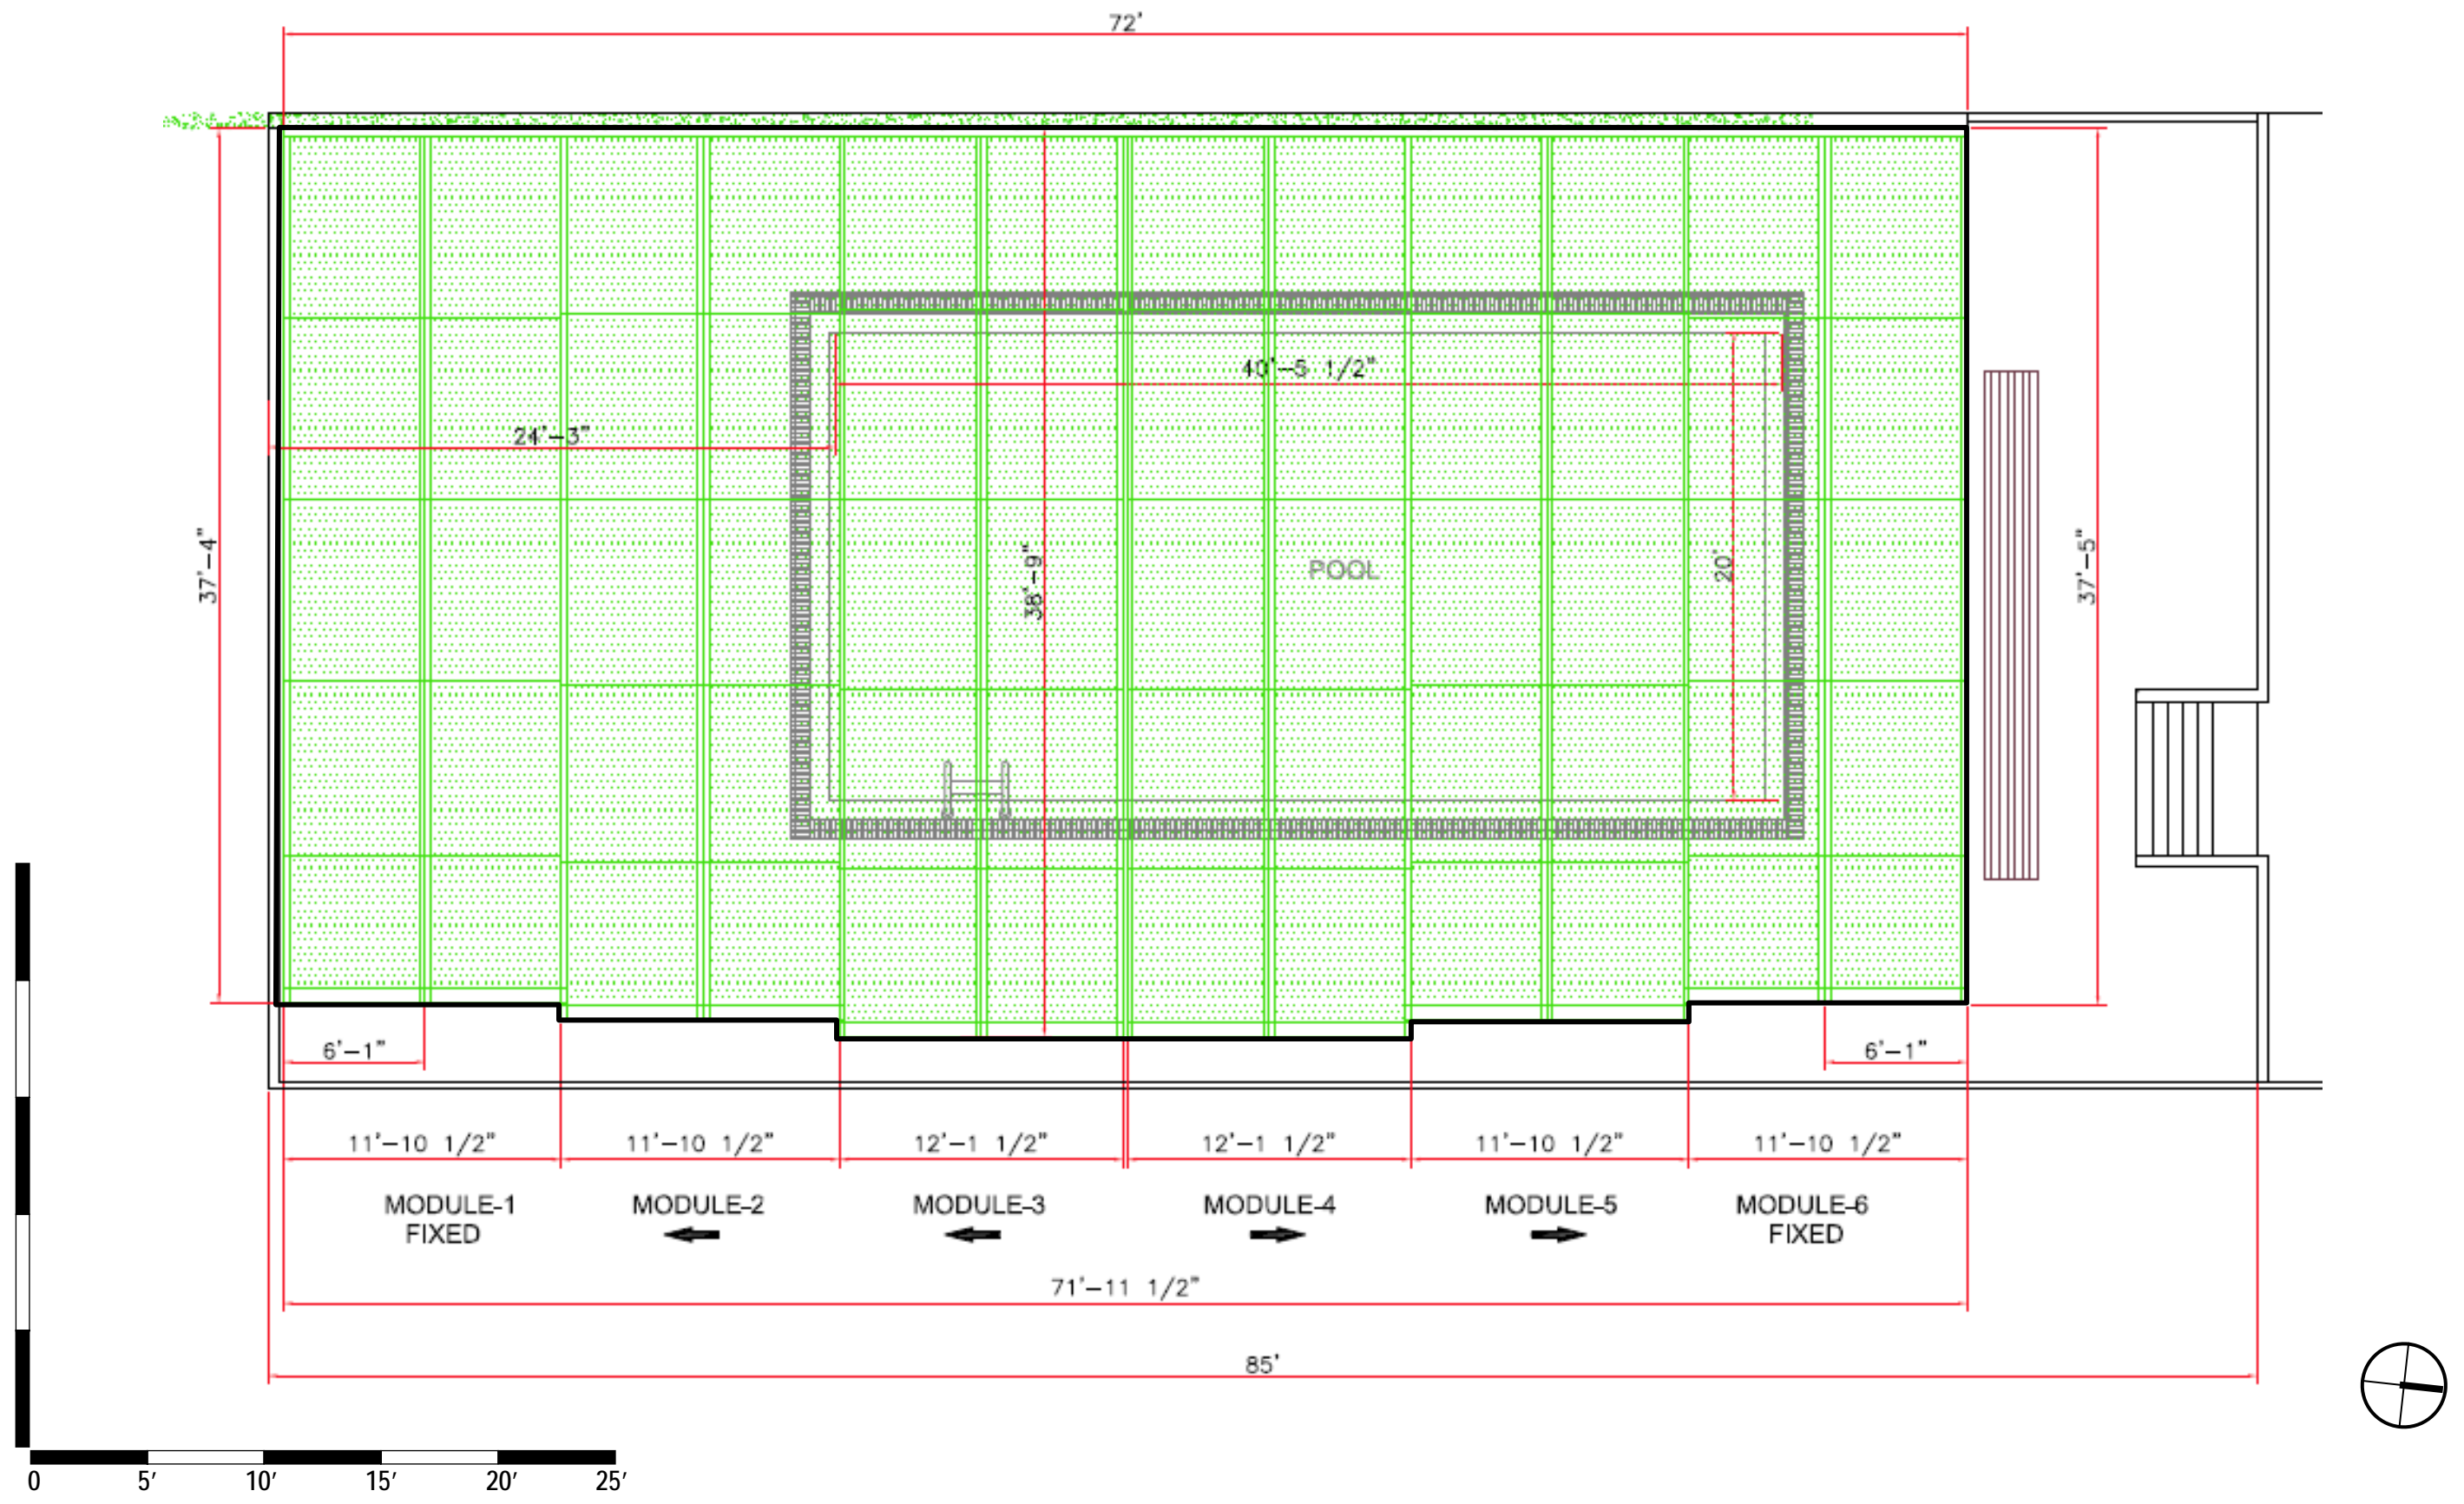 72'
40'-5 1/2"
24'-3"
37'-4"
38'-9"
POOL
20'
37'-5"
6'-1"
6'-1"
11'-10 1/2"
11'-10 1/2"
12'-1 1/2"
12'-1 1/2"
11'-10 1/2"
11'-10 1/2"
MODULE-1
FIXED
MODULE-2
MODULE-3
MODULE-4
MODULE-5
MODULE-6
FIXED
71'-11 1/2"
85'
0 5' 10' 15' 20' 25'